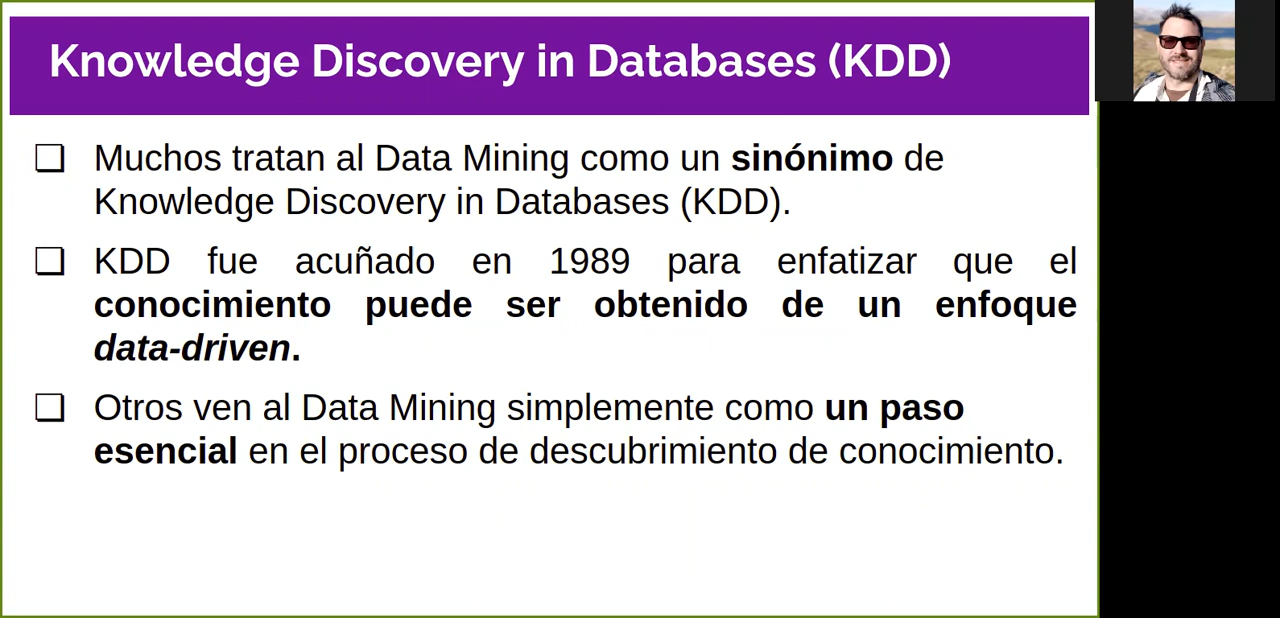 Knowledge Discovery in Databases (KDD)
❏ Muchos tratan al Data Mining como un sinónimo de
Knowledge Discovery in Databases (KDD).
❏ KDD fue acuñado en 1989 para enfatizar que el
conocimiento puede ser obtenido de un enfoque
data-driven.
❏ Otros ven al Data Mining simplemente como un paso
esencial en el proceso de descubrimiento de conocimiento.